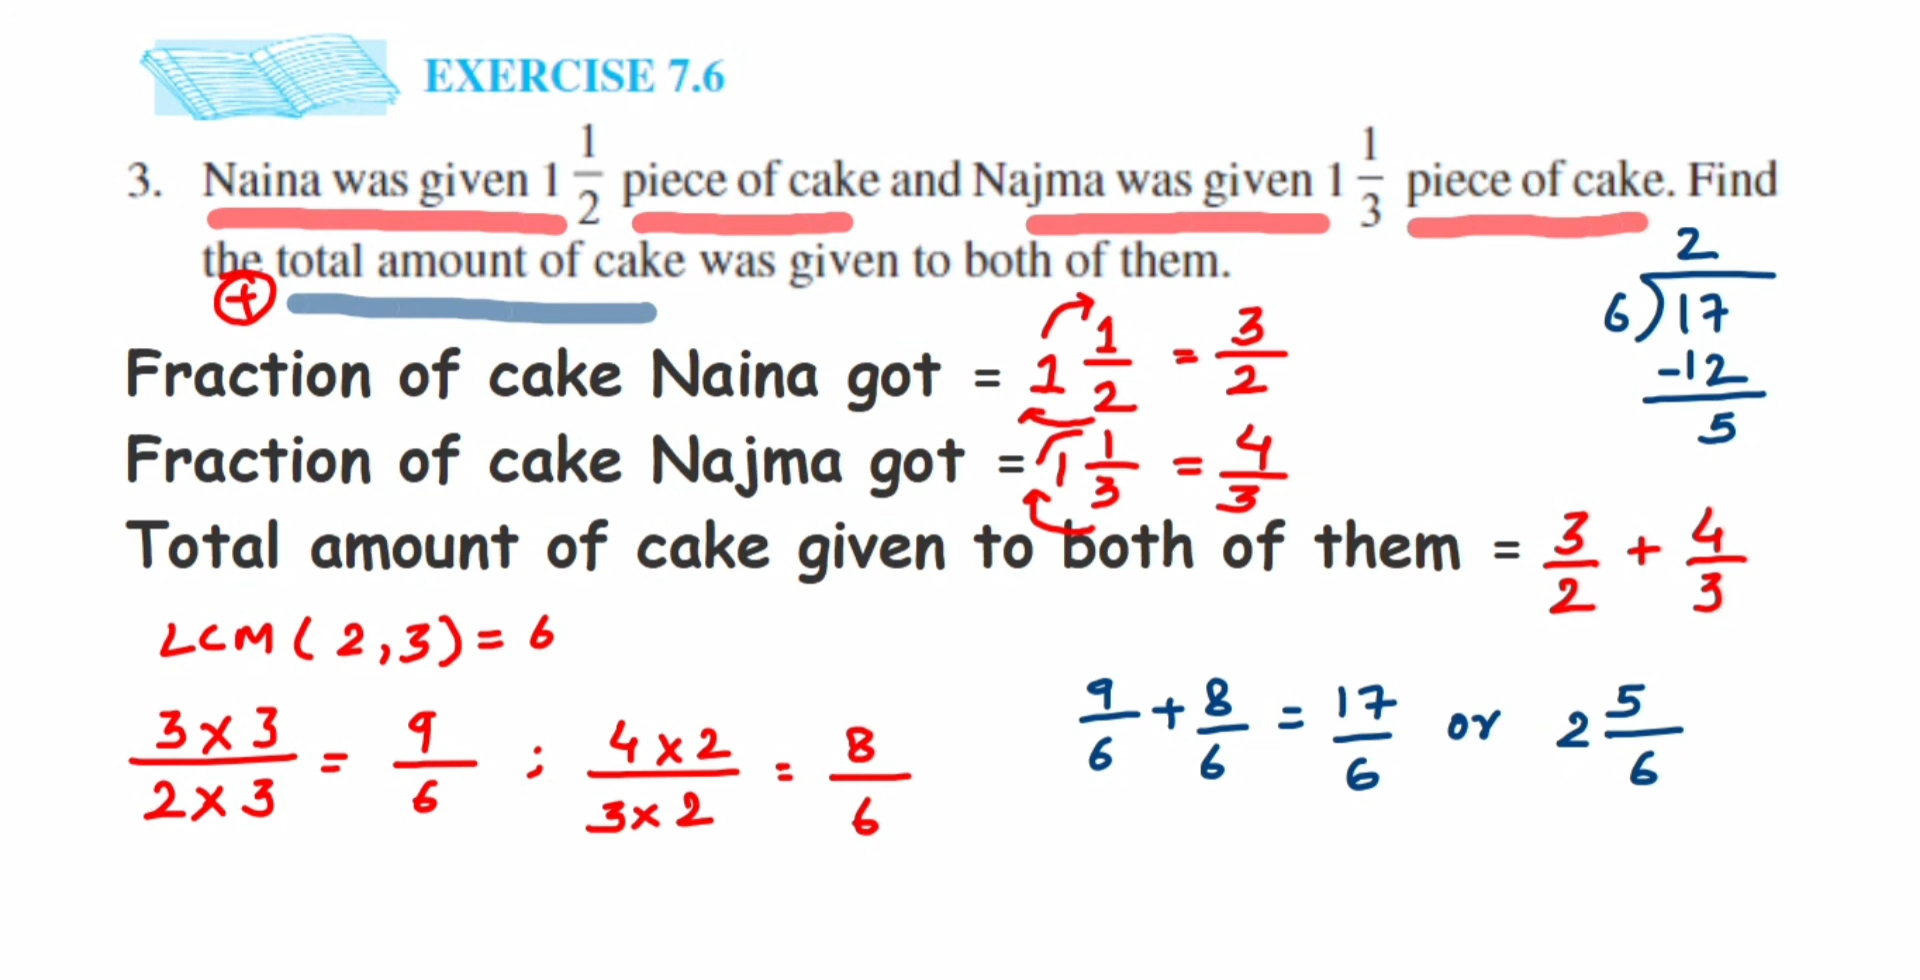 EXERCISE 7.6
3. Naina was given 1 1/2 piece of cake and Najma was given 1 1/3 piece of cake. Find
the total amount of cake was given to both of them.
+
2
6)17
-12
5
Fraction of cake Naina got = 1 1/2 = 3/2
Fraction of cake Najma got = 1 1/3 = 4/3
Total amount of cake given to both of them = 3/2 + 4/3
LCM (2,3) = 6
3 x 3 / 2 x 3 = 9/6 ; 4 x 2 / 3 x 2 = 8/6
9/6 + 8/6 = 17/6 or 2 5/6